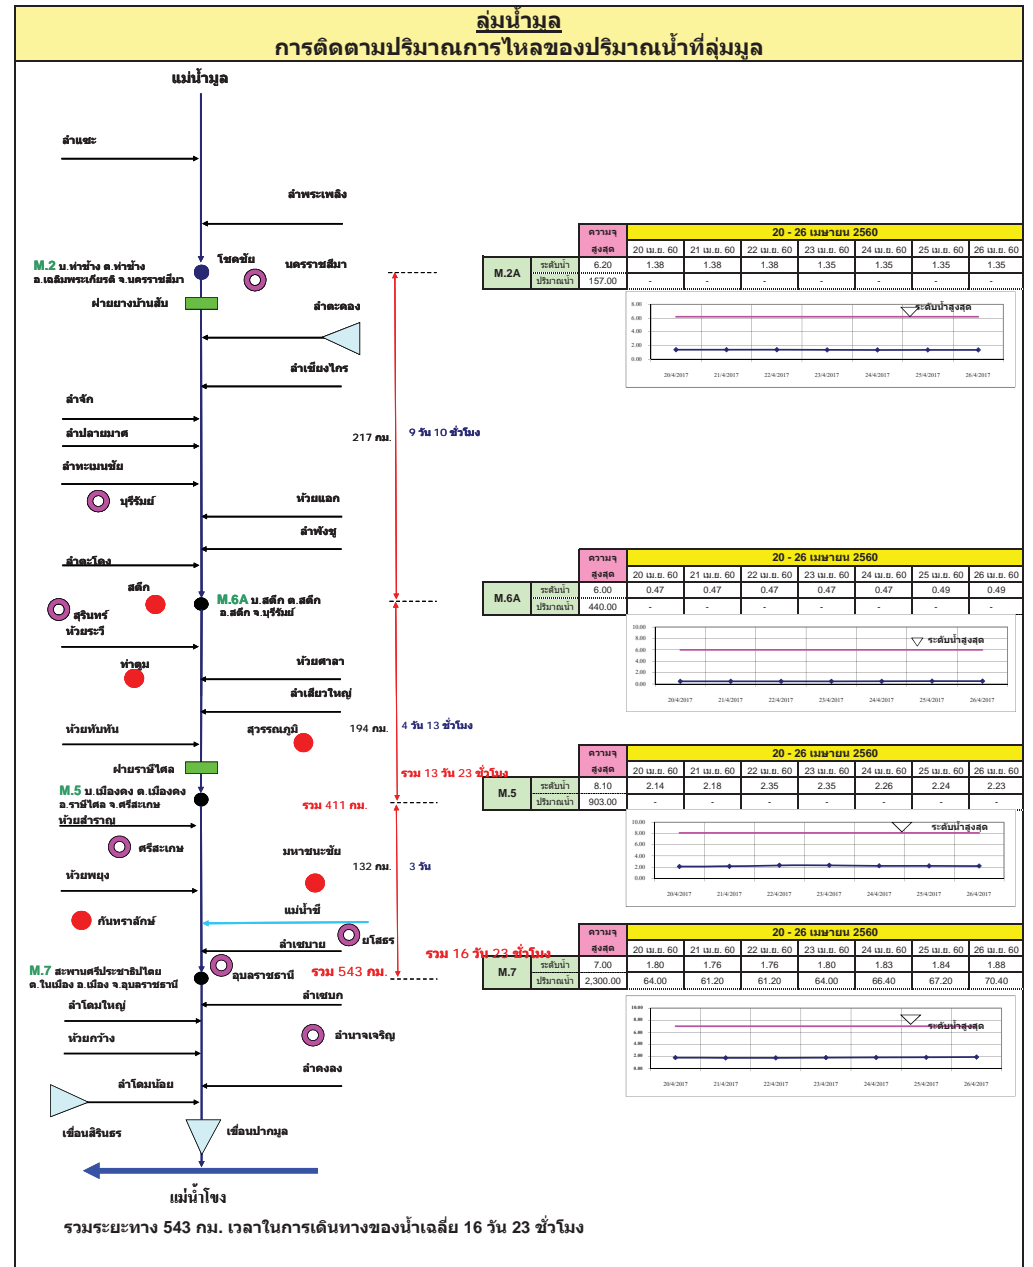 ลุ่มน้ำมูล
การติดตามปริมาณการไหลของปริมาณน้ำที่ลุ่มมูล
แม่น้ำมูล
ลำแซะ
ลำพระเพลิง
M.2 บ.ท่าช้าง ต.ท่าช้าง
อ.เฉลิมพระเกียรติ จ.นครราชสีมา
โชคชัย
นครราชสีมา
ฝายยางบ้านส้ม
ลำตะคอง
ลำเชียงไกร
ลำจัก
ลำปลายมาศ
217 กม.
9 วัน 10 ชั่วโมง
ลำทะเมนชัย
บุรีรัมย์
ห้วยแอก
ลำพังชู
ลำตะโคง
สตึก
สุรินทร์
M.6A บ.สตึก ต.สตึก
อ.สตึก จ.บุรีรัมย์
ห้วยระวี
ท่าตูม
ห้วยศาลา
ลำเสียวใหญ่
ห้วยทับทัน
สุวรรณภูมิ
194 กม.
4 วัน 13 ชั่วโมง
ฝายราษีไศล
รวม 13 วัน 23 ชั่วโมง
M.5 บ.เมืองคง ต.เมืองคง
อ.ราษีไศล จ.ศรีสะเกษ
รวม 411 กม.
ห้วยสำราญ
ศรีสะเกษ
มหาชนะชัย
132 กม.
3 วัน
ห้วยพยุง
แม่น้ำชี
กันทราลักษ์
ลำเซบาย
ยโสธร
รวม 16 วัน 23 ชั่วโมง
M.7 สะพานศรีประชาธิปไตย
ต.ในเมือง อ.เมือง จ.อุบลราชธานี
อุบลราชธานี
รวม 543 กม.
ลำเซบก
ลำโดมใหญ่
อำนาจเจริญ
ห้วยกว้าง
ลำคงลง
ลำโดมน้อย
เขื่อนสิรินธร
เขื่อนปากมูล
แม่น้ำโขง
รวมระยะทาง 543 กม. เวลาในการเดินทางของน้ำเฉลี่ย 16 วัน 23 ชั่วโมง
ความจุ 20 - 26 เมษายน 2560
สูงสุด 20 เม.ย. 60 21 เม.ย. 60 22 เม.ย. 60 23 เม.ย. 60 24 เม.ย. 60 25 เม.ย. 60 26 เม.ย. 60
M.2A
ระดับน้ำ 6.20 1.38 1.38 1.38 1.35 1.35 1.35 1.35
ปริมาณน้ำ 157.00 - - - - - - -
ระดับน้ำสูงสุด
8.00
6.00
4.00
2.00
0.00
20/4/2017 21/4/2017 22/4/2017 23/4/2017 24/4/2017 25/4/2017 26/4/2017
ความจุ 20 - 26 เมษายน 2560
สูงสุด 20 เม.ย. 60 21 เม.ย. 60 22 เม.ย. 60 23 เม.ย. 60 24 เม.ย. 60 25 เม.ย. 60 26 เม.ย. 60
M.6A
ระดับน้ำ 6.00 0.47 0.47 0.47 0.47 0.47 0.49 0.49
ปริมาณน้ำ 440.00 - - - - - - -
ระดับน้ำสูงสุด
10.00
8.00
6.00
4.00
2.00
0.00
20/4/2017 21/4/2017 22/4/2017 23/4/2017 24/4/2017 25/4/2017 26/4/2017
ความจุ 20 - 26 เมษายน 2560
สูงสุด 20 เม.ย. 60 21 เม.ย. 60 22 เม.ย. 60 23 เม.ย. 60 24 เม.ย. 60 25 เม.ย. 60 26 เม.ย. 60
M.5
ระดับน้ำ 8.10 2.14 2.18 2.35 2.35 2.26 2.24 2.23
ปริมาณน้ำ 903.00 - - - - - - -
ระดับน้ำสูงสุด
10.00
8.00
6.00
4.00
2.00
0.00
20/4/2017 21/4/2017 22/4/2017 23/4/2017 24/4/2017 25/4/2017 26/4/2017
ความจุ 20 - 26 เมษายน 2560
สูงสุด 20 เม.ย. 60 21 เม.ย. 60 22 เม.ย. 60 23 เม.ย. 60 24 เม.ย. 60 25 เม.ย. 60 26 เม.ย. 60
M.7
ระดับน้ำ 7.00 1.80 1.76 1.76 1.80 1.83 1.84 1.88
ปริมาณน้ำ 2,300.00 64.00 61.20 61.20 64.00 66.40 67.20 70.40
ระดับน้ำสูงสุด
10.00
8.00
6.00
4.00
2.00
0.00
20/4/2017 21/4/2017 22/4/2017 23/4/2017 24/4/2017 25/4/2017 26/4/2017